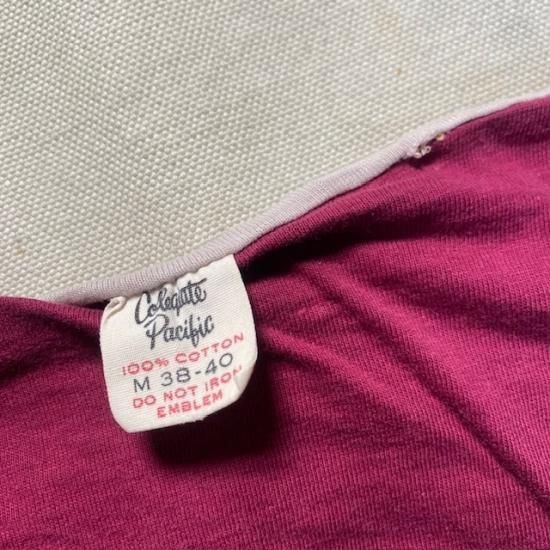 Collegiate
Pacific
100% COTTON
M 38-40
DO NOT IRON
EMBLEM